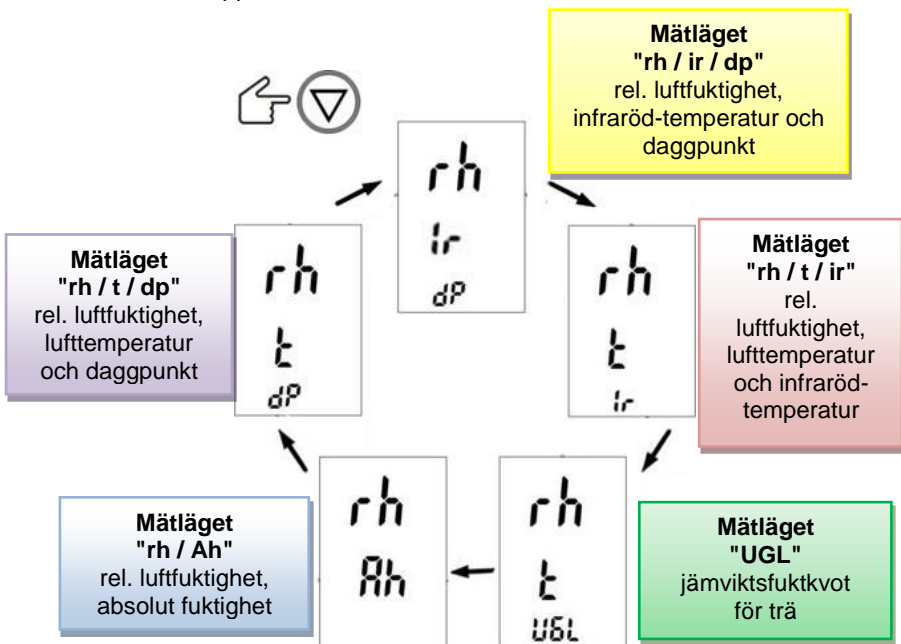 Mätläget
"rh / ir / dp"
rel. luftfuktighet,
infraröd-temperatur och
daggpunkt
rh
Ir
dP
Mätläget
"rh / t / ir"
rel.
luftfuktighet,
lufttemperatur
och infraröd-
temperatur
rh
t
Ir
Mätläget
"UGL"
jämviktsfuktkvot
för trä
rh
t
UGL
Mätläget
"rh / Ah"
rel. luftfuktighet,
absolut fuktighet
rh
Ah
Mätläget
"rh / t / dp"
rel. luftfuktighet,
lufttemperatur
och daggpunkt
rh
t
dP